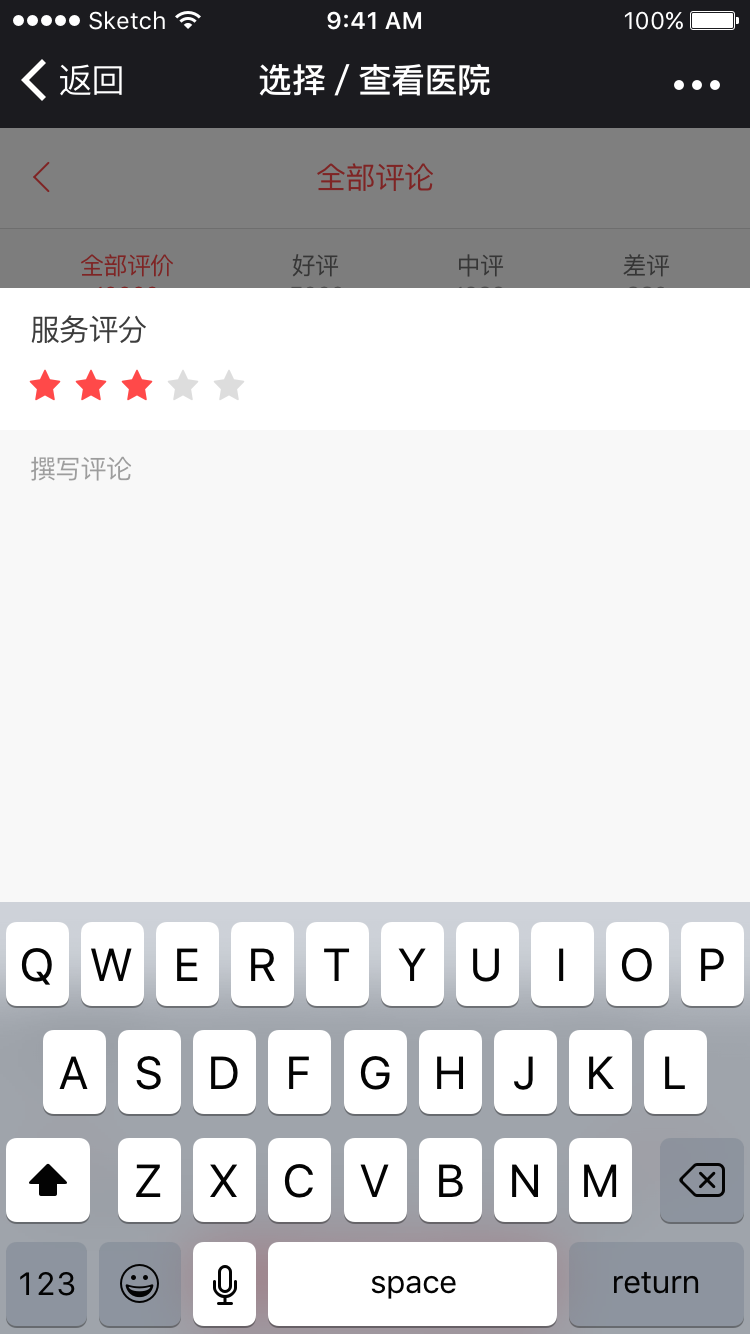 Sketch 9:41 AM 100%
返回 选择 / 查看医院
全部评论
全部评价 好评 中评 差评
服务评分
撰写评论
Q W E R T Y U I O P
A S D F G H J K L
Z X C V B N M
123 space return